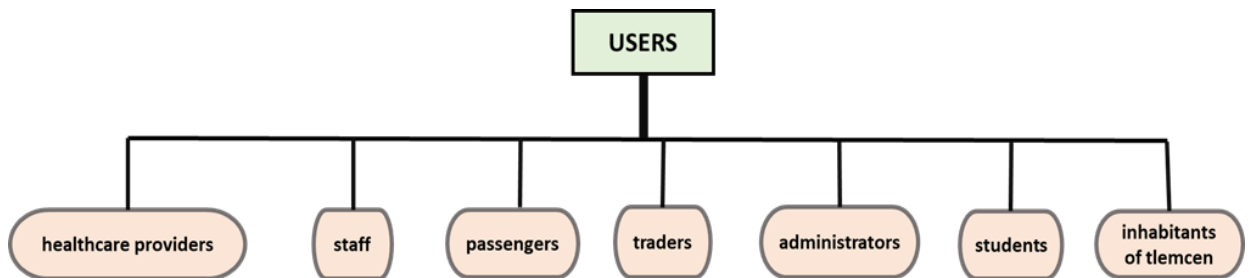 USERS
healthcare providers
staff
passengers
traders
administrators
students
inhabitants
of tlemcen